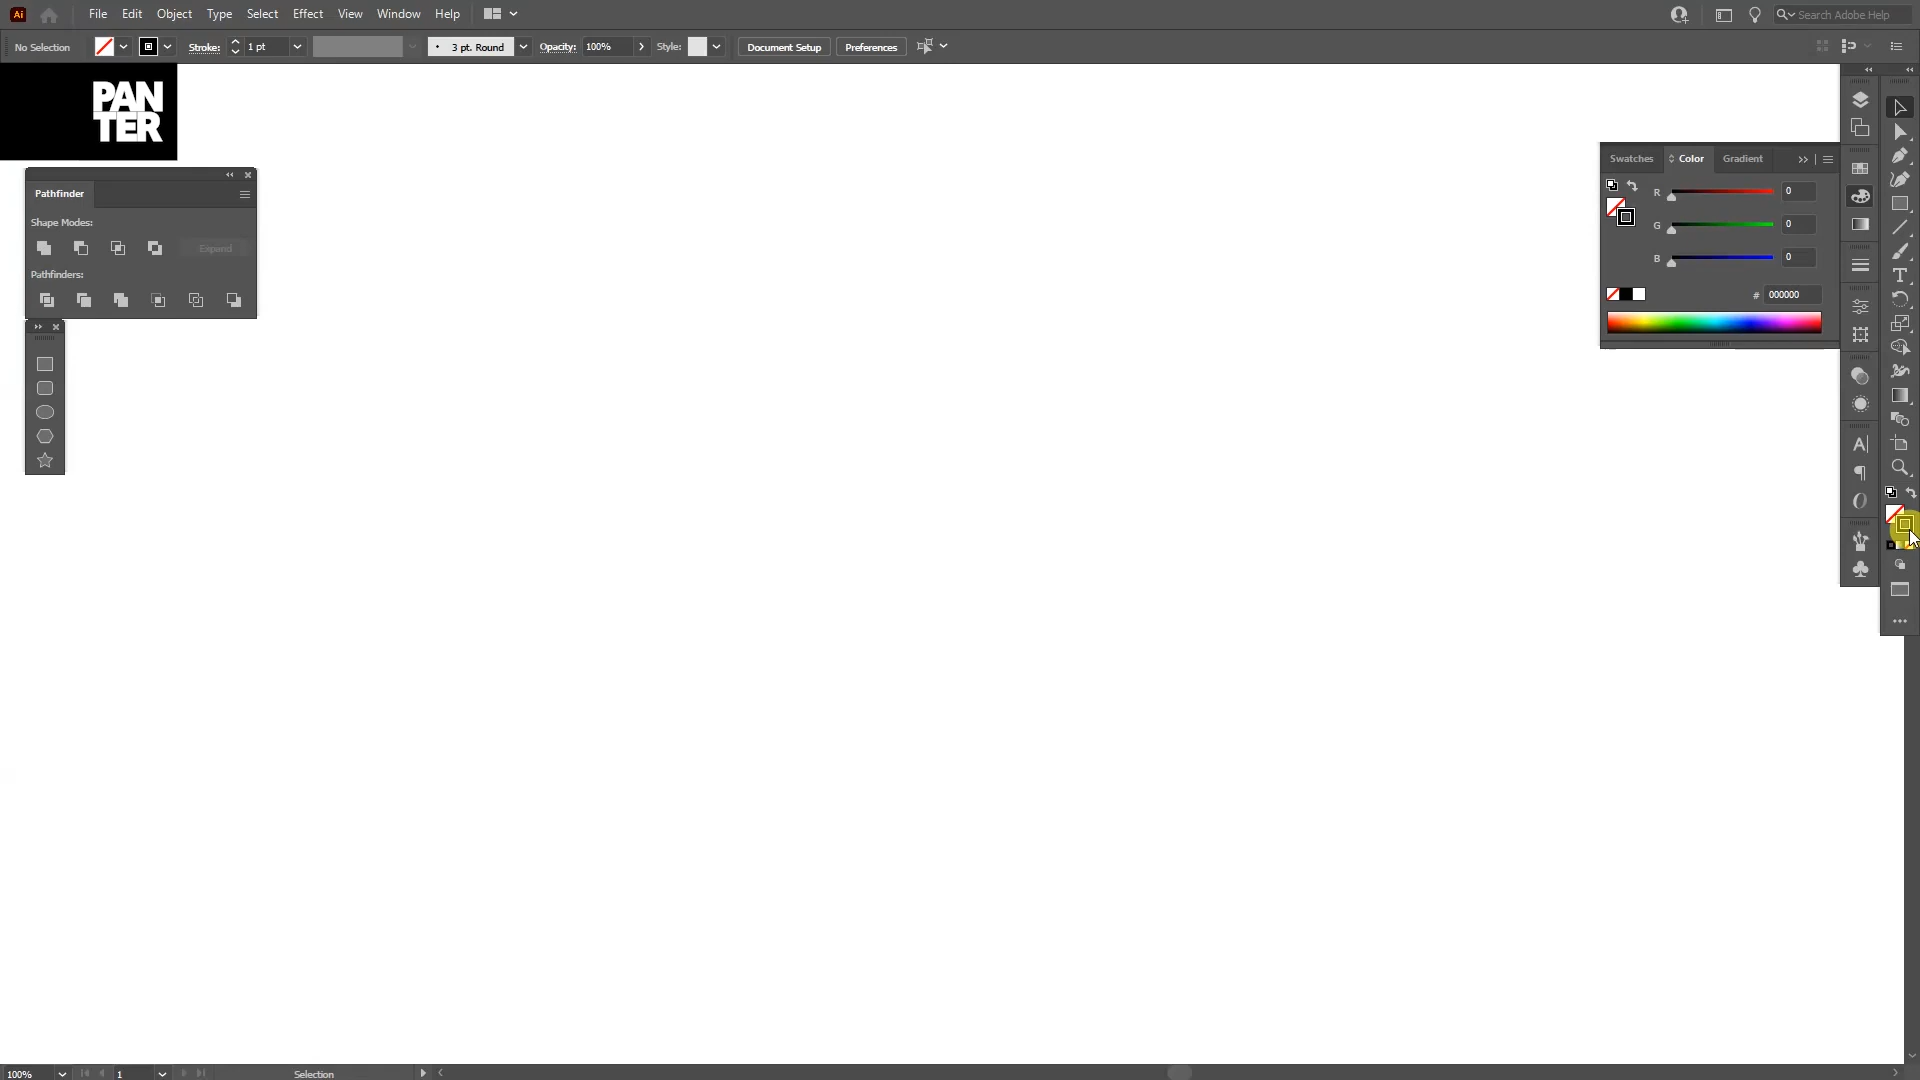 Ai File Edit Object Type Select Effect View Window Help Search Adobe Help
No Selection Stroke: 1 pt 3 pt. Round Opacity: 100% Style: Document Setup Preferences
PAN
TER
Pathfinder
Shape Modes:
Expand
Pathfinders:
Swatches Color Gradient
R 0
G 0
B 0
# 000000
100% 1 Selection